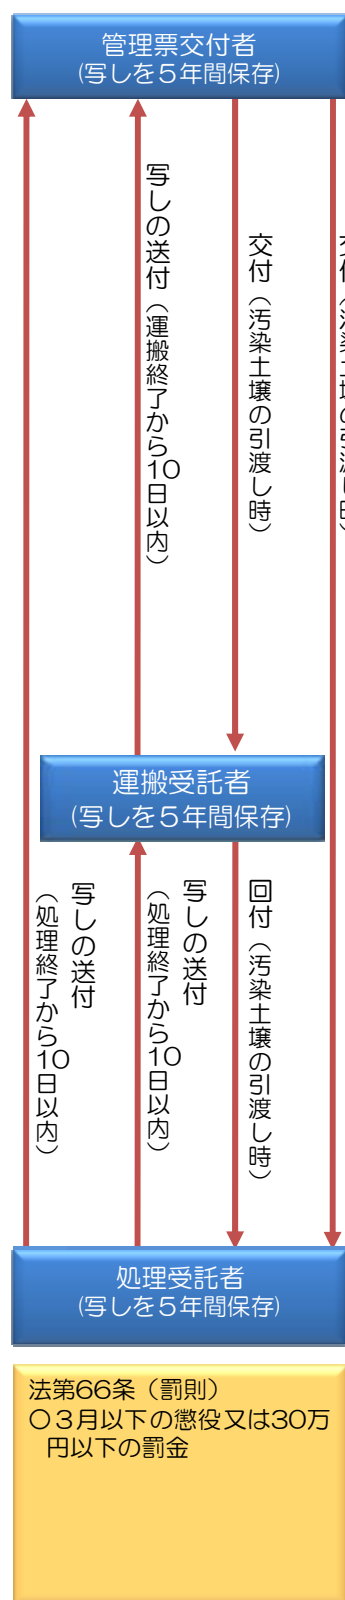 管理票交付者
(写しを５年間保存)
写しの送付（運搬終了から10日以内）
交付（汚染土壌の引渡し時）
運搬受託者
(写しを５年間保存)
写しの送付
（処理終了から10日以内）
写しの送付
（処理終了から10日以内）
回付（汚染土壌の引渡し時）
処理受託者
(写しを５年間保存)
法第66条（罰則）
〇３月以下の懲役又は30万
円以下の罰金